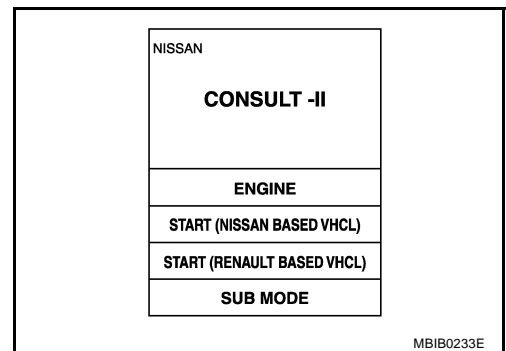 NISSAN
CONSULT -II
ENGINE
START (NISSAN BASED VHCL)
START (RENAULT BASED VHCL)
SUB MODE
MBIB0233E